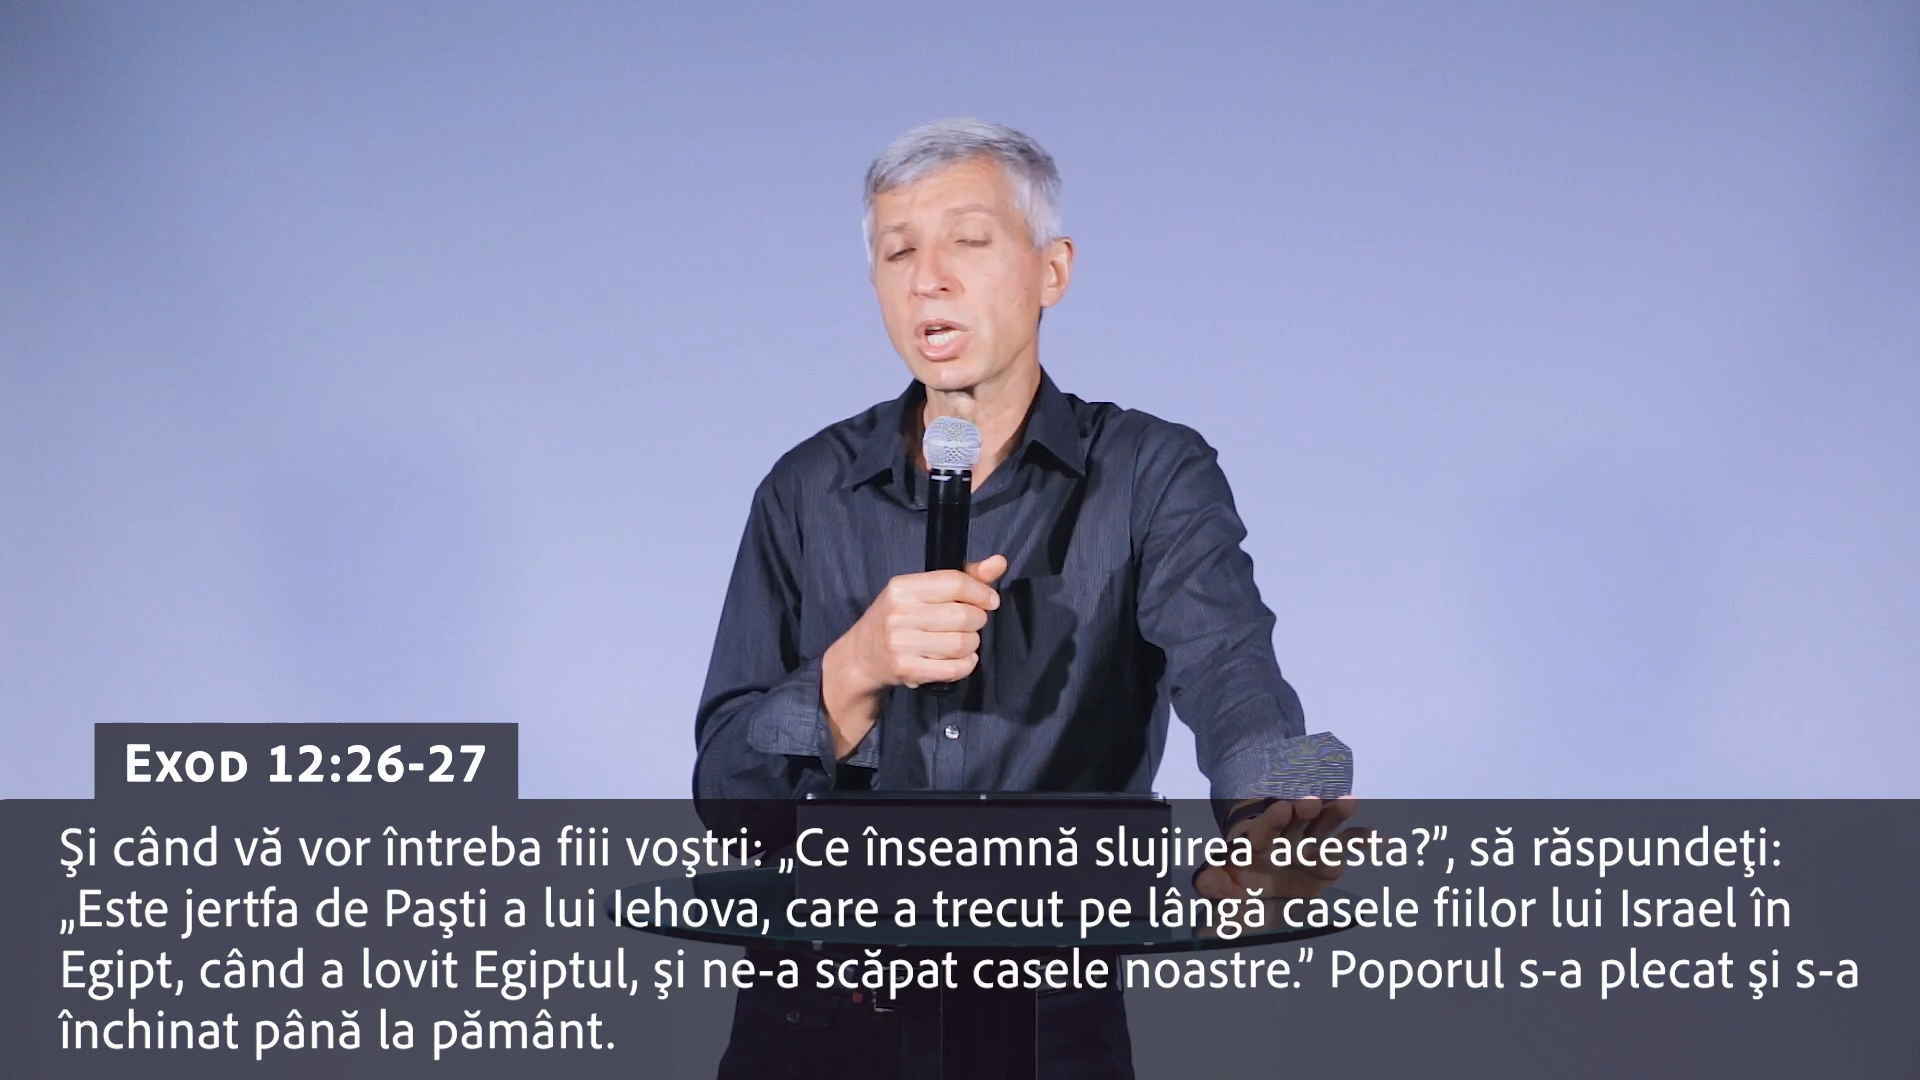 Exod 12:26-27
Şi când vă vor întreba fiii voştri: „Ce înseamnă slujirea acesta?”, să răspundeţi:
„Este jertfa de Paşti a lui Iehova, care a trecut pe lângă casele fiilor lui Israel în
Egipt, când a lovit Egiptul, şi ne-a scăpat casele noastre.” Poporul s-a plecat şi s-a
închinat până la pământ.